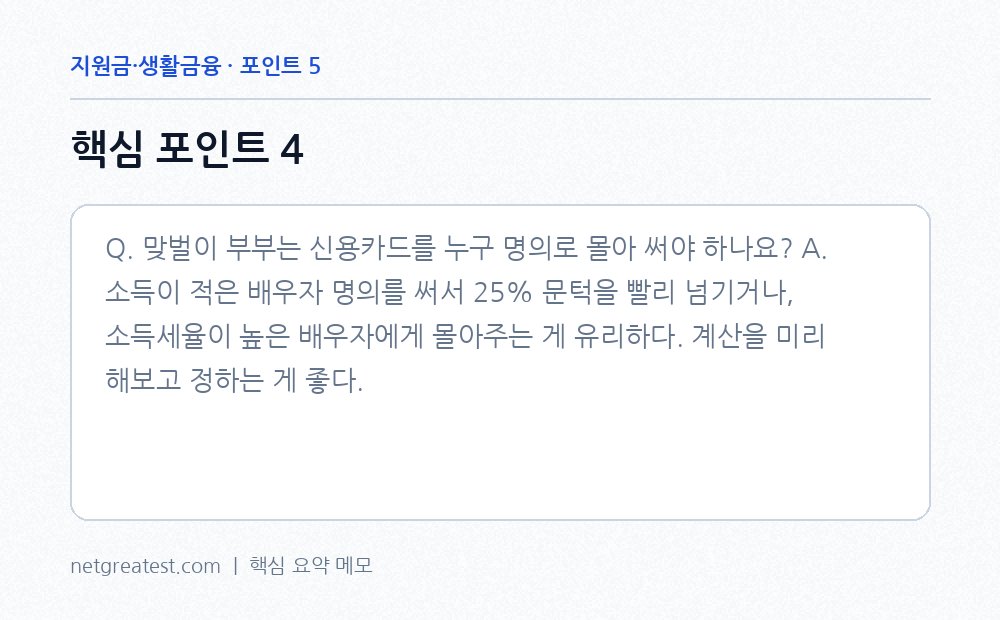 지원금·생활금융 · 포인트 5
핵심 포인트 4
Q. 맞벌이 부부는 신용카드를 누구 명의로 몰아 써야 하나요? A.
소득이 적은 배우자 명의를 써서 25% 문턱을 빨리 넘기거나,
소득세율이 높은 배우자에게 몰아주는 게 유리하다. 계산을 미리
해보고 정하는 게 좋다.
netgreatest.com | 핵심 요약 메모